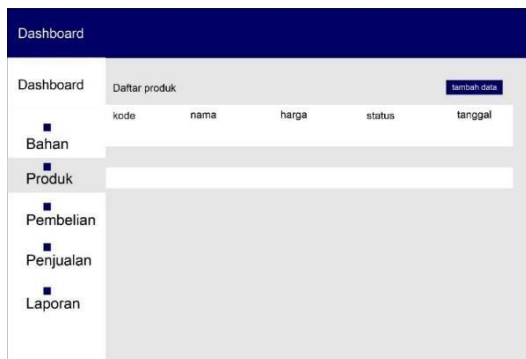 Dashboard
Dashboard
Daftar produk
tambah data
kode nama harga status tanggal
Bahan
Produk
Pembelian
Penjualan
Laporan